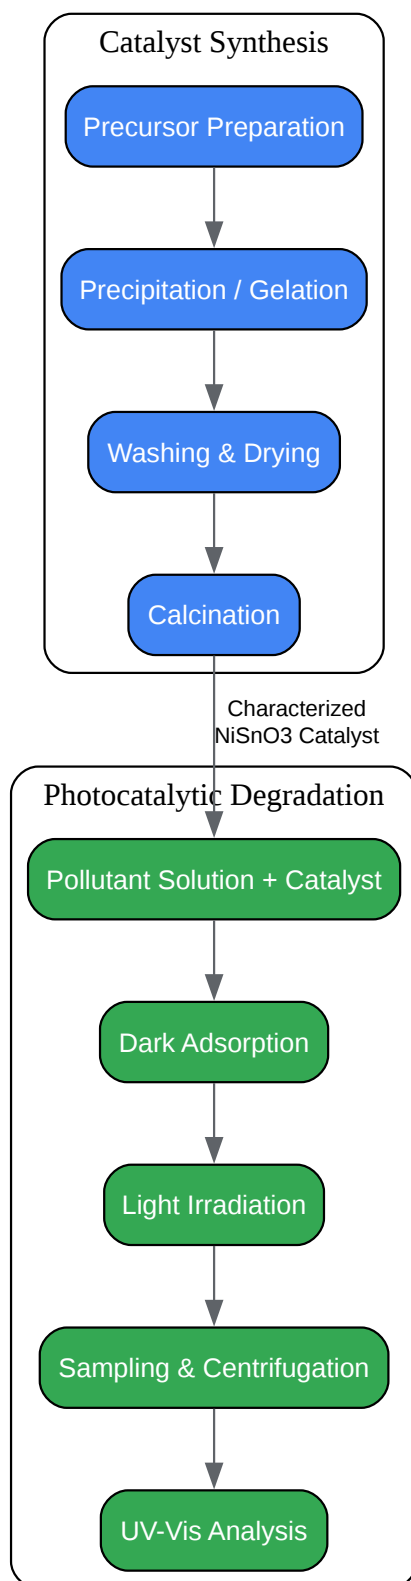 Catalyst Synthesis
Precursor Preparation
Precipitation / Gelation
Washing & Drying
Calcination
Characterized
NiSnO3 Catalyst
Photocatalytic Degradation
Pollutant Solution + Catalyst
Dark Adsorption
Light Irradiation
Sampling & Centrifugation
UV-Vis Analysis